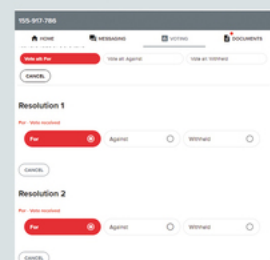 155-917-786
HOME MESSAGING VOTING DOCUMENTS
Vote all For Vote all Against Vote all Withheld
CANCEL
Resolution 1
For - Vote received
For Against Withheld
CANCEL
Resolution 2
For - Vote received
For Against Withheld
CANCEL